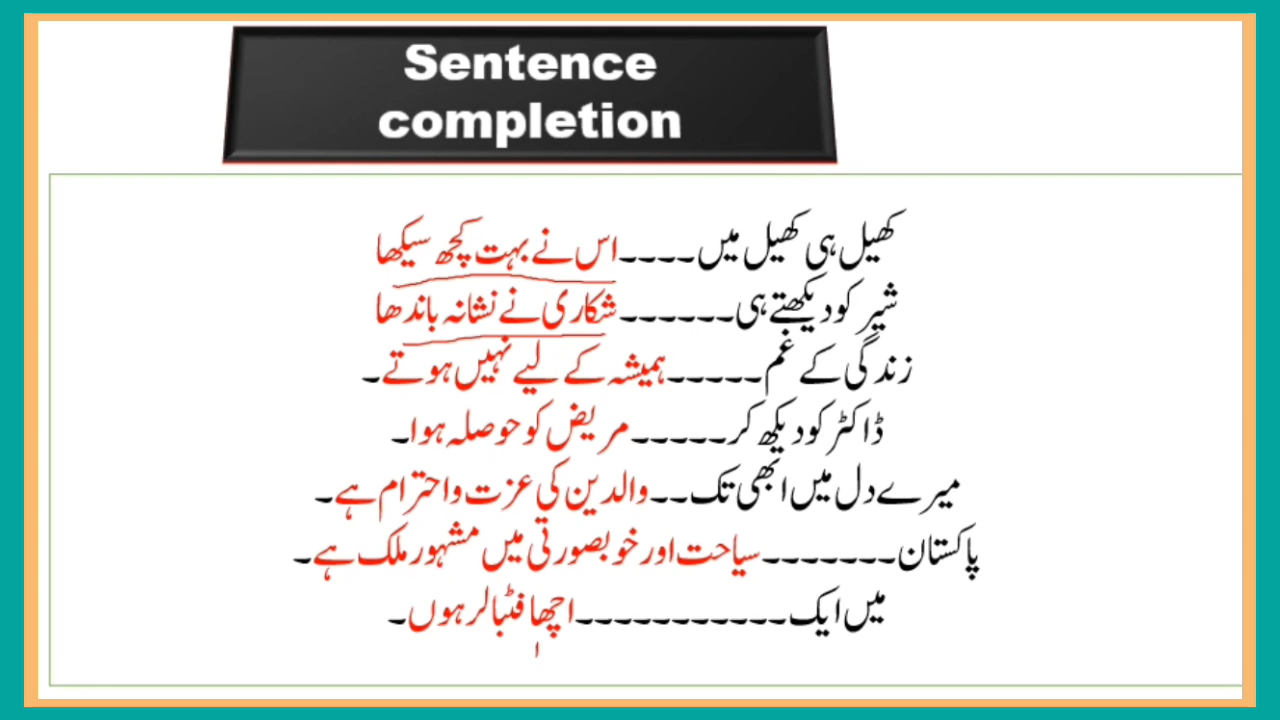 Sentence
completion
کھیل ہی کھیل میں۔۔۔۔اس نے بہت کچھ سیکھا
شیر کو دیکھتے ہی۔۔۔۔۔۔شکاری نے نشانہ باندھا
زندگی کے غم۔۔۔۔۔ہمیشہ کے لیے نہیں ہوتے۔
ڈاکٹر کو دیکھ کر۔۔۔۔۔مریض کو حوصلہ ہوا۔
میرے دل میں ابھی تک۔۔والدین کی عزت و احترام ہے۔
پاکستان۔۔۔۔۔۔۔سیاحت اور خوبصورتی میں مشہور ملک ہے۔
میں ایک۔۔۔۔۔۔۔۔۔۔۔اچھا فٹبالر ہوں۔